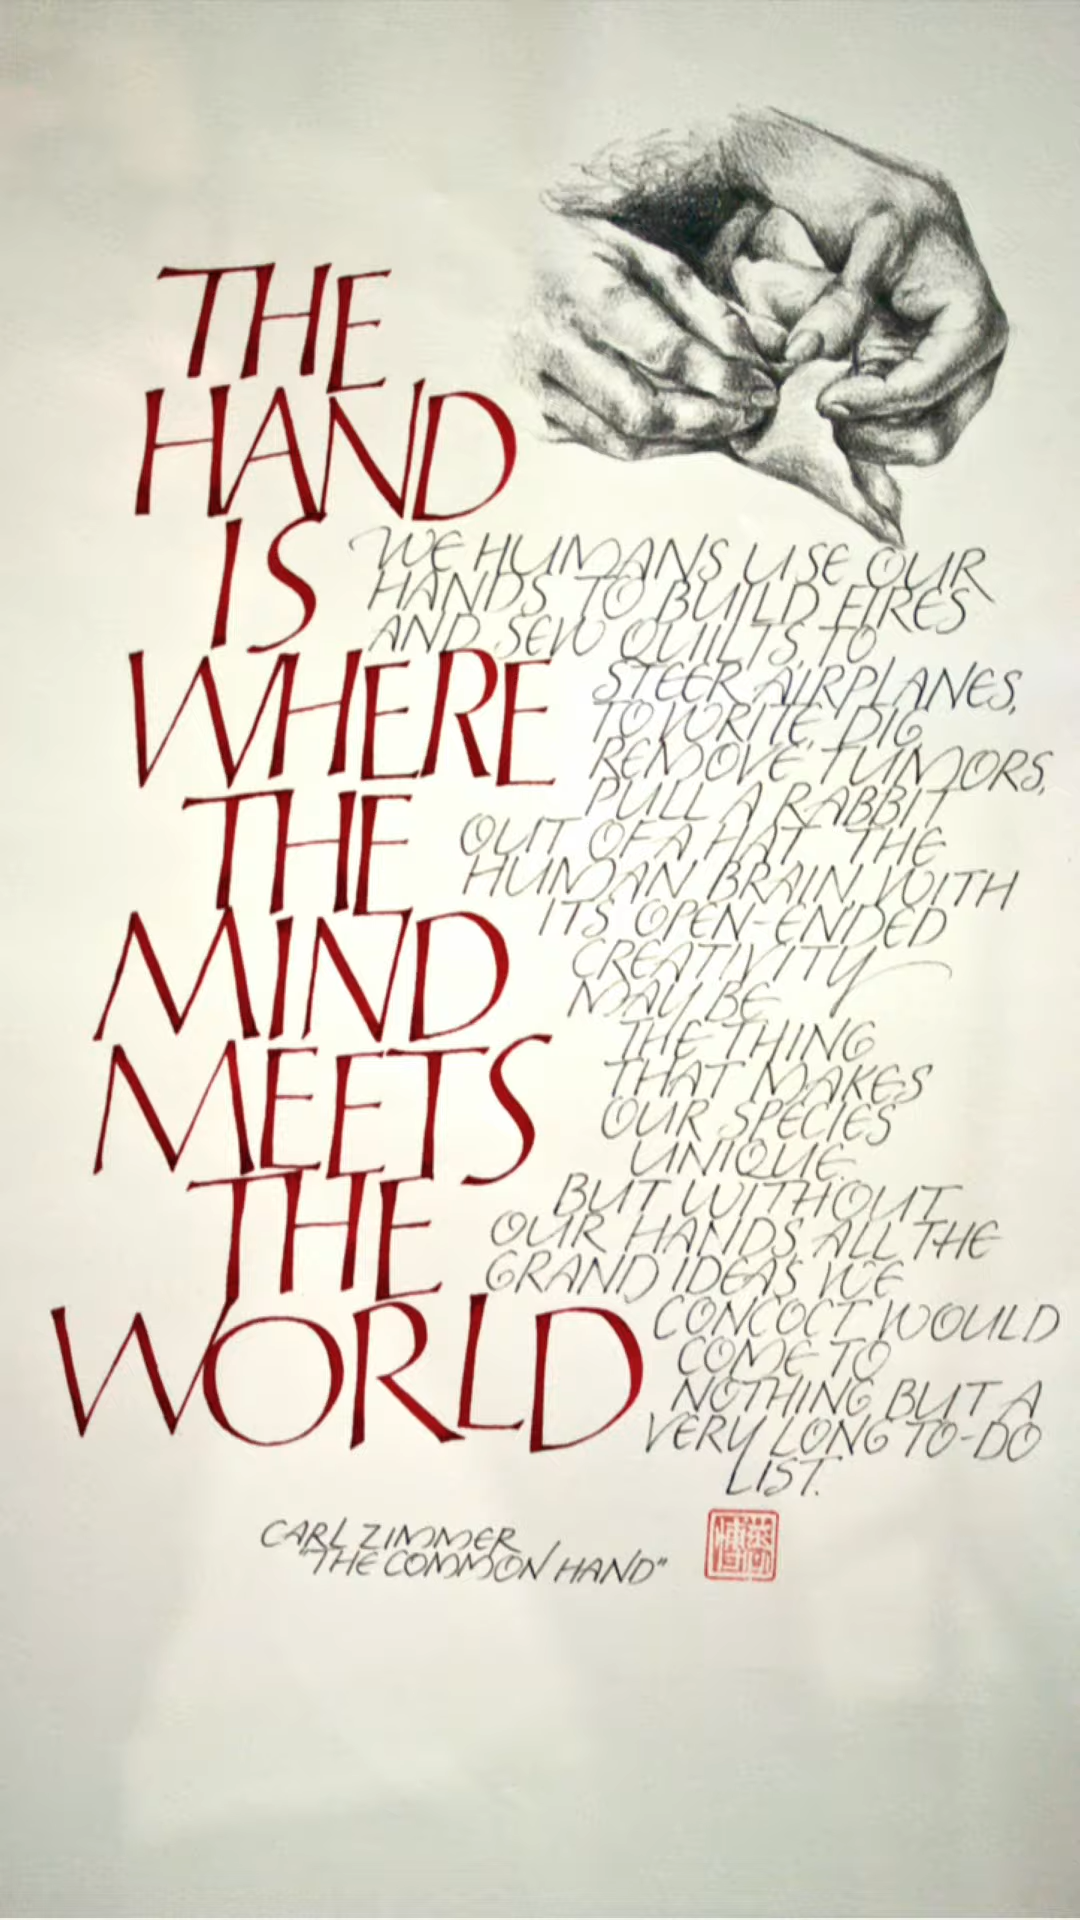 THE
HAND
IS
WHERE
THE
MIND
MEETS
THE
WORLD
WE HUMANS USE OUR
HANDS TO BUILD FIRES
AND SEW QUILTS, TO
STEER AIRPLANES,
TO WRITE, DIG,
REMOVE TUMORS,
PULL A RABBIT
OUT OF A HAT. THE
HUMAN BRAIN, WITH
ITS OPEN-ENDED
CREATIVITY
MAY BE
THE THING
THAT MAKES
OUR SPECIES
UNIQUE.
BUT WITHOUT
OUR HANDS, ALL THE
GRAND IDEAS WE
CONCOCT WOULD
COME TO
NOTHING BUT A
VERY LONG TO-DO
LIST.
CARL ZIMMER
"THE COMMON HAND"